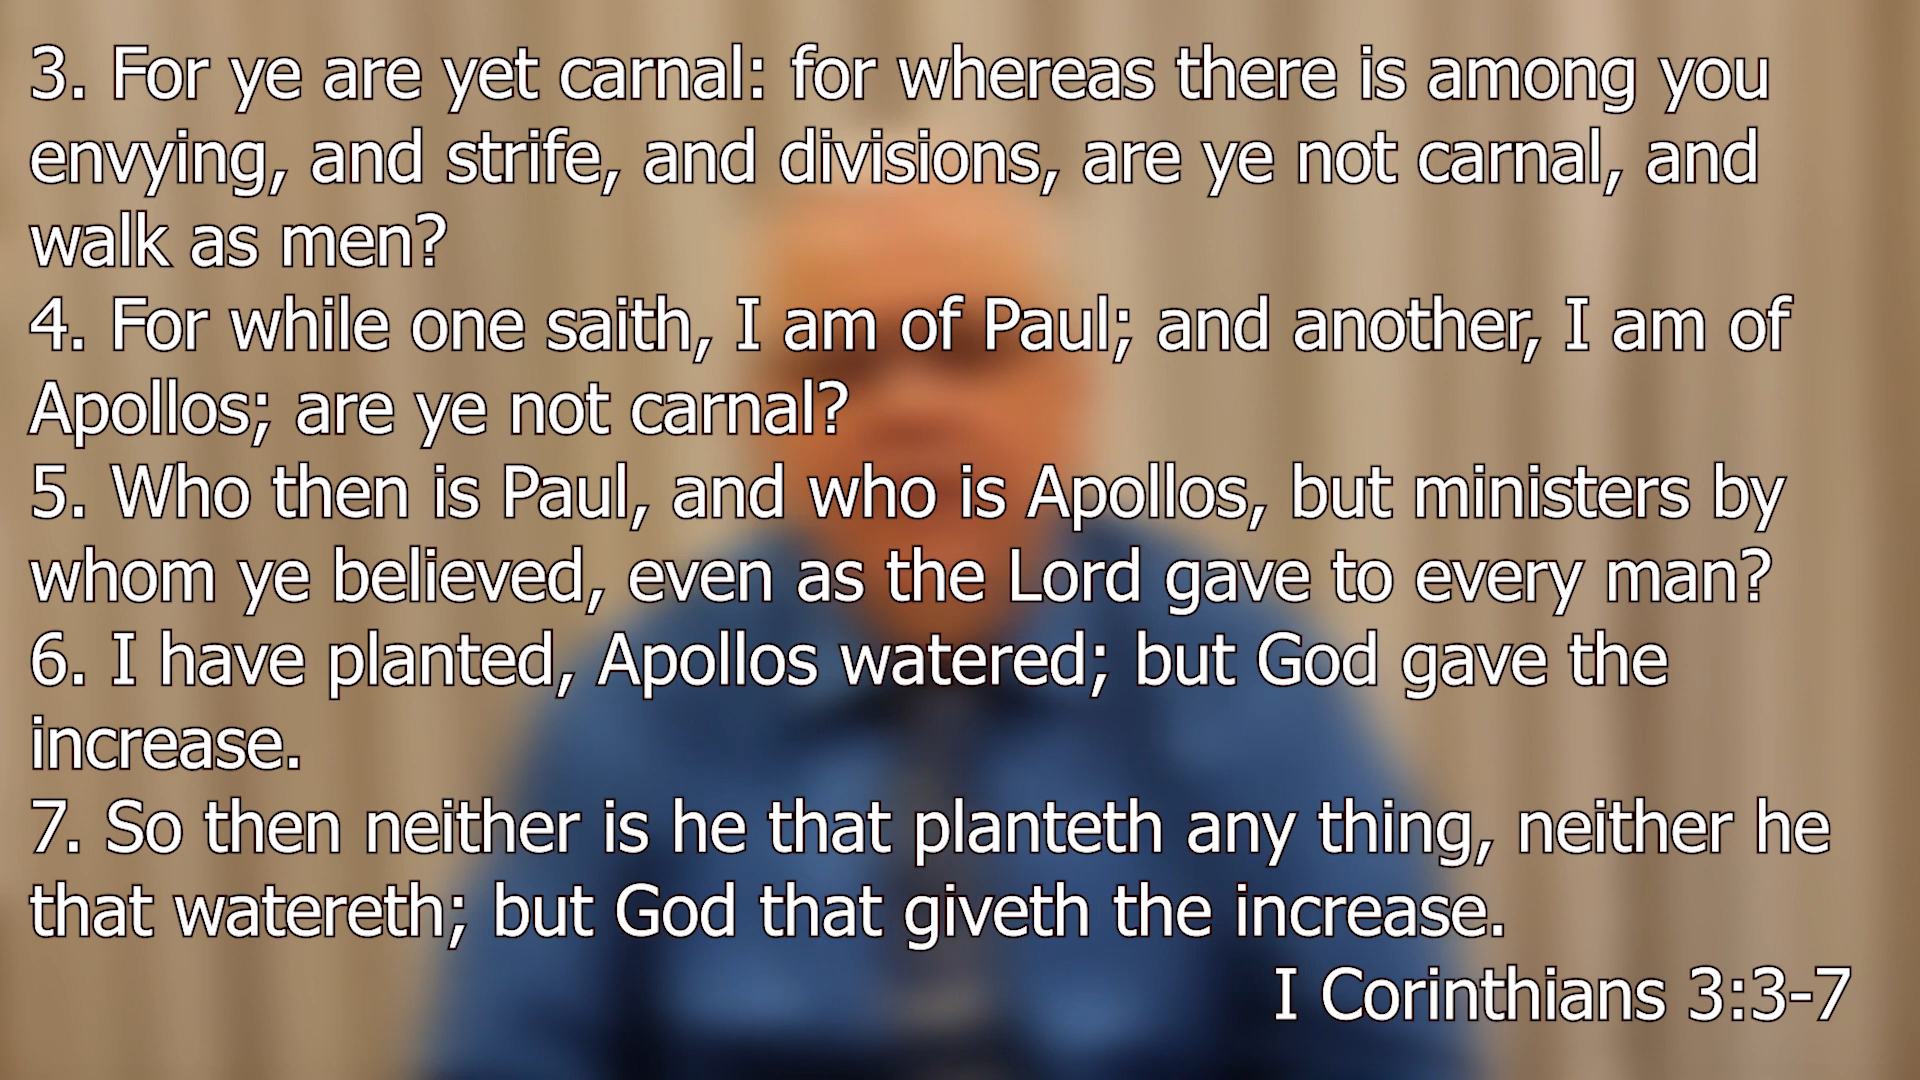 3. For ye are yet carnal: for whereas there is among you
envying, and strife, and divisions, are ye not carnal, and
walk as men?
4. For while one saith, I am of Paul; and another, I am of
Apollos; are ye not carnal?
5. Who then is Paul, and who is Apollos, but ministers by
whom ye believed, even as the Lord gave to every man?
6. I have planted, Apollos watered; but God gave the
increase.
7. So then neither is he that planteth any thing, neither he
that watereth; but God that giveth the increase.
I Corinthians 3:3-7